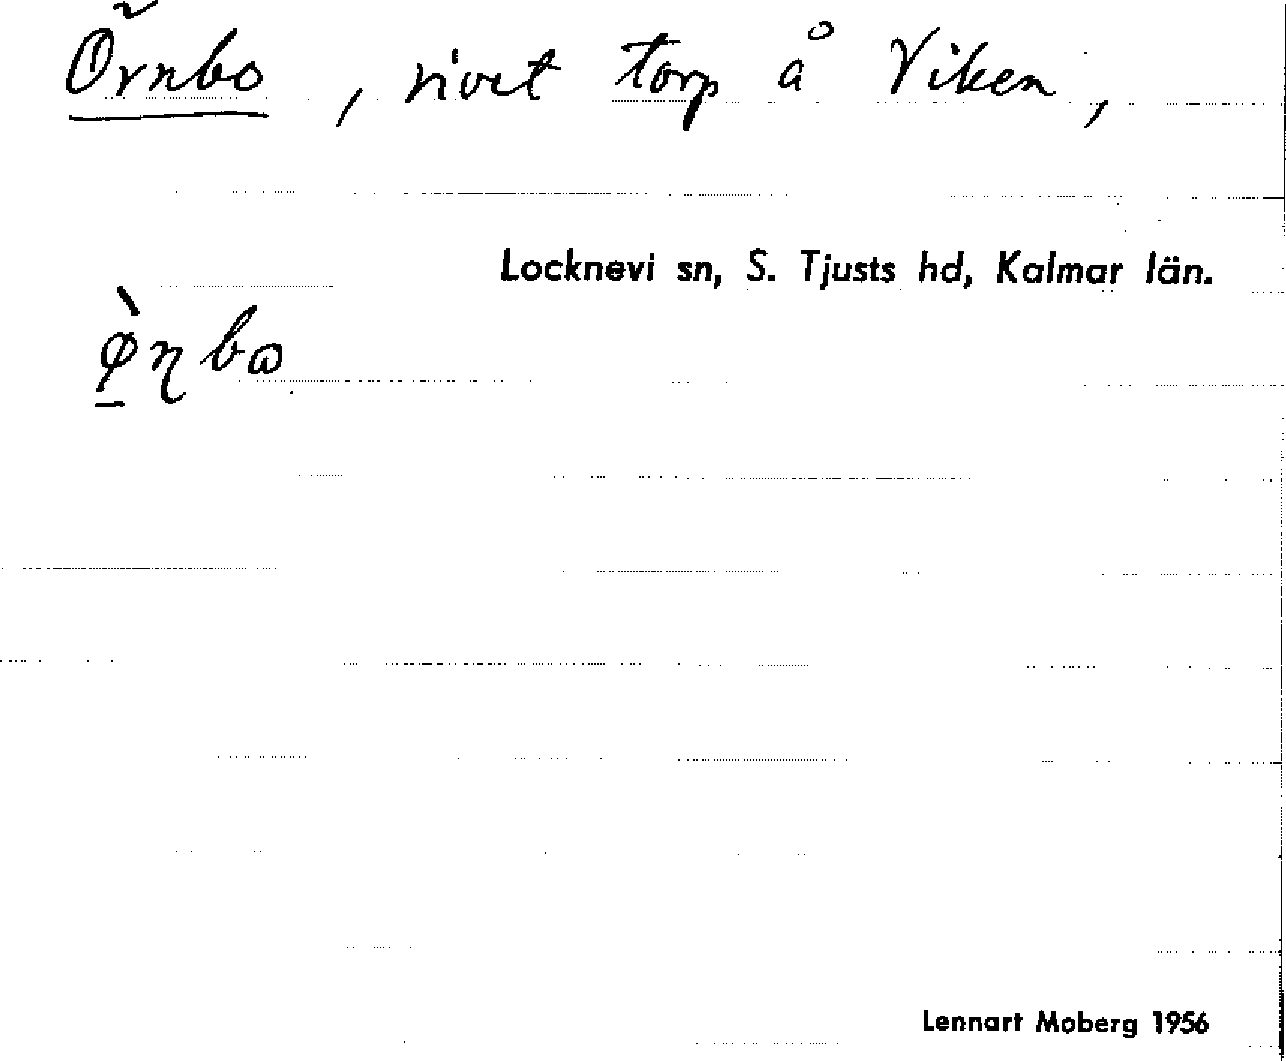 Örnbo, rivet torp å Viken,
Locknevi sn, S. Tjusts hd, Kalmar län.
Lennart Moberg 1956